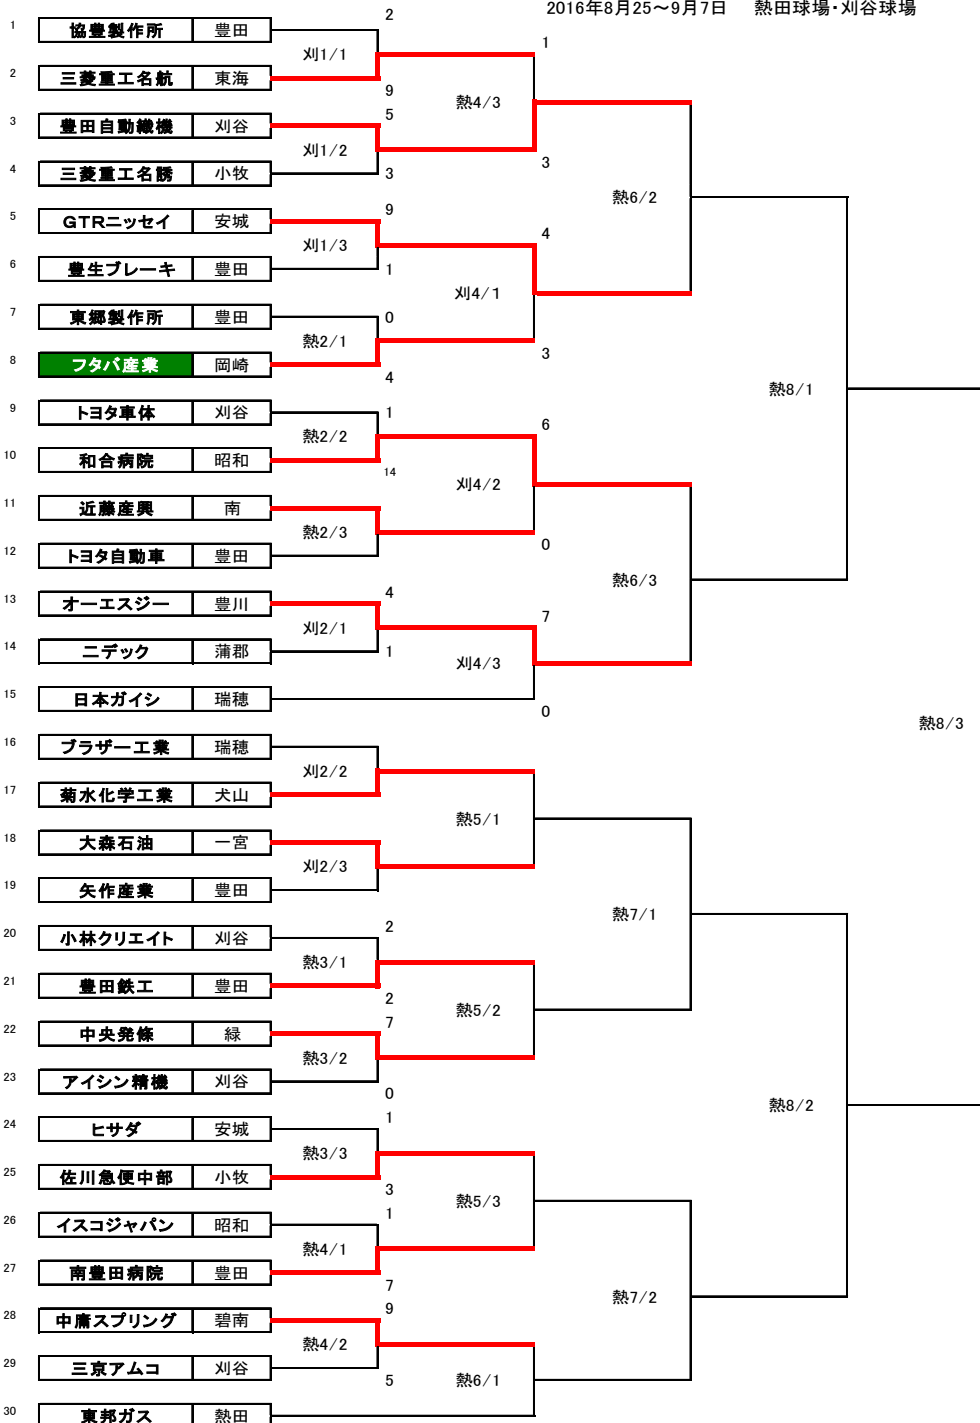 2016年8月25～9月7日　熱田球場・刈谷球場
2
1 協豊製作所 豊田
刈1/1
1
2 三菱重工名航 東海
9
熱4/3
5
3 豊田自動織機 刈谷
刈1/2
3
4 三菱重工名誘 小牧
3
熱6/2
9
5 GTRニッセイ 安城
4
刈1/3
6 豊生ブレーキ 豊田
1
刈4/1
7 東郷製作所 豊田
0
熱2/1
3
8 フタバ産業 岡崎
4
熱8/1
9 トヨタ車体 刈谷
1
6
熱2/2
10 和合病院 昭和
14
刈4/2
11 近藤産興 南
熱2/3
0
12 トヨタ自動車 豊田
熱6/3
4
13 オーエスジー 豊川
7
刈2/1
14 ニデック 蒲郡
1
刈4/3
15 日本ガイシ 瑞穂
0
熱8/3
16 ブラザー工業 瑞穂
刈2/2
17 菊水化学工業 犬山
熱5/1
18 大森石油 一宮
刈2/3
19 矢作産業 豊田
熱7/1
2
20 小林クリエイト 刈谷
熱3/1
21 豊田鉄工 豊田
2
熱5/2
7
22 中央発條 緑
熱3/2
23 アイシン精機 刈谷
0
熱8/2
1
24 ヒサダ 安城
熱3/3
25 佐川急便中部 小牧
3
熱5/3
1
26 イスコジャパン 昭和
熱4/1
27 南豊田病院 豊田
7
熱7/2
9
28 中庸スプリング 碧南
熱4/2
29 三京アムコ 刈谷
5
熱6/1
30 東邦ガス 熱田